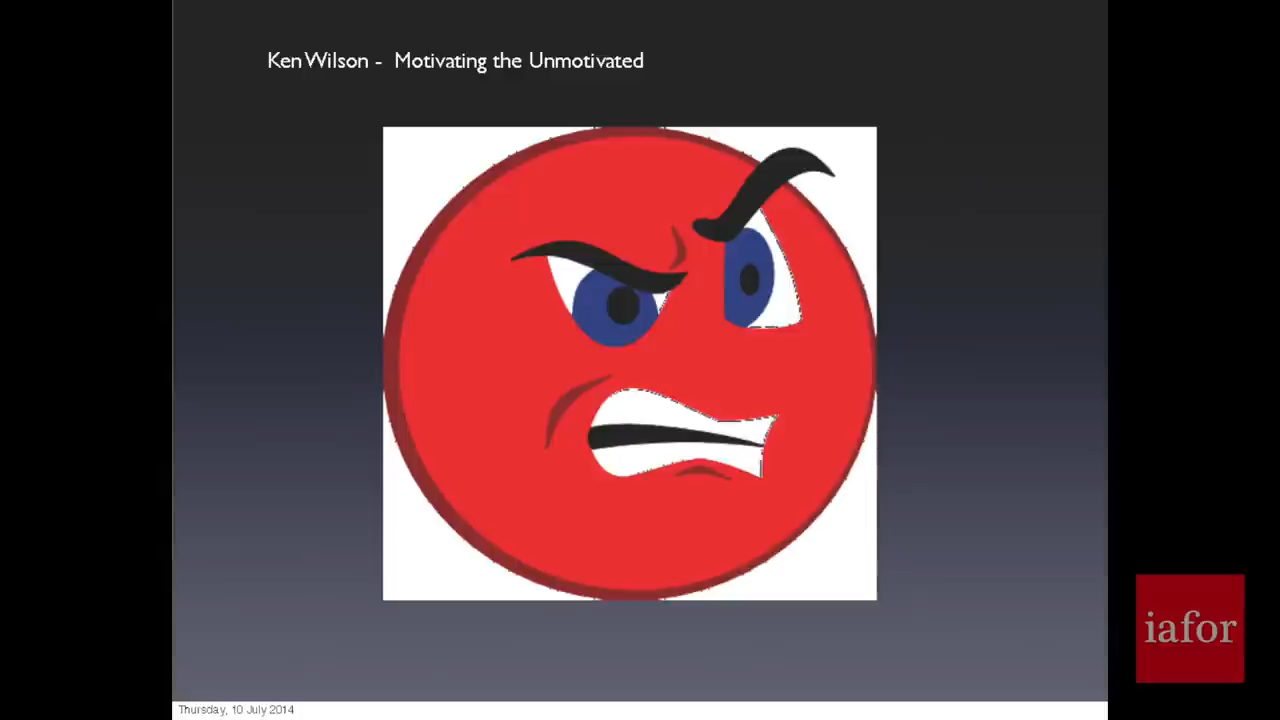 Ken Wilson - Motivating the Unmotivated
iafor
Thursday, 10 July 2014